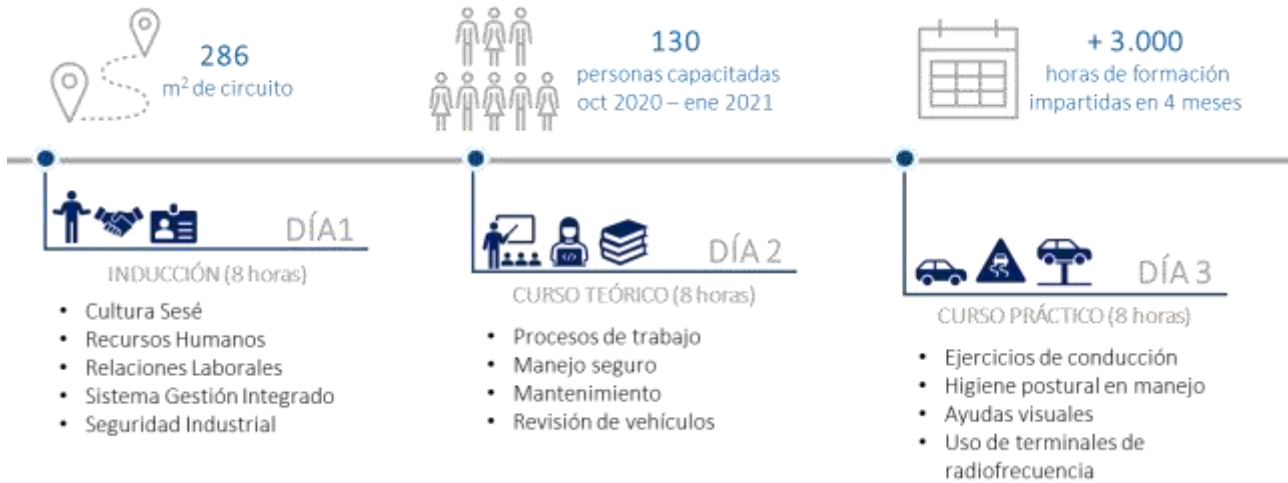 286
m² de circuito
130
personas capacitadas
oct 2020 – ene 2021
+ 3.000
horas de formación
impartidas en 4 meses
DÍA1
INDUCCIÓN (8 horas)
• Cultura Sesé
• Recursos Humanos
• Relaciones Laborales
• Sistema Gestión Integrado
• Seguridad Industrial
DÍA 2
CURSO TEÓRICO (8 horas)
• Procesos de trabajo
• Manejo seguro
• Mantenimiento
• Revisión de vehículos
DÍA 3
CURSO PRÁCTICO (8 horas)
• Ejercicios de conducción
• Higiene postural en manejo
• Ayudas visuales
• Uso de terminales de
radiofrecuencia